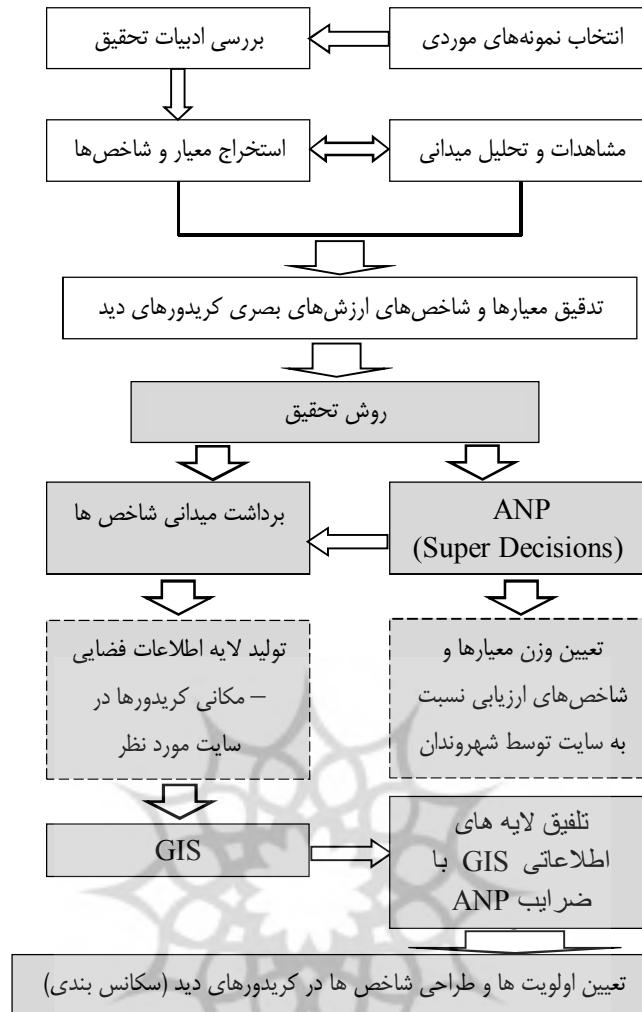 انتخاب نمونه‌های موردی
بررسی ادبیات تحقیق
مشاهدات و تحلیل میدانی
استخراج معیار و شاخص‌ها
تدقیق معیارها و شاخص‌های ارزش‌های بصری کریدورهای دید
روش تحقیق
ANP
(Super Decisions)
برداشت میدانی شاخص ها
تعیین وزن معیارها و
شاخص‌های ارزیابی نسبت
به سایت توسط شهروندان
تولید لایه اطلاعات فضایی
– مکانی کریدورها در
سایت مورد نظر
GIS
تلفیق لایه های
اطلاعاتی GIS با
ضرایب ANP
تعیین اولویت ها و طراحی شاخص ها در کریدورهای دید (سکانس بندی)